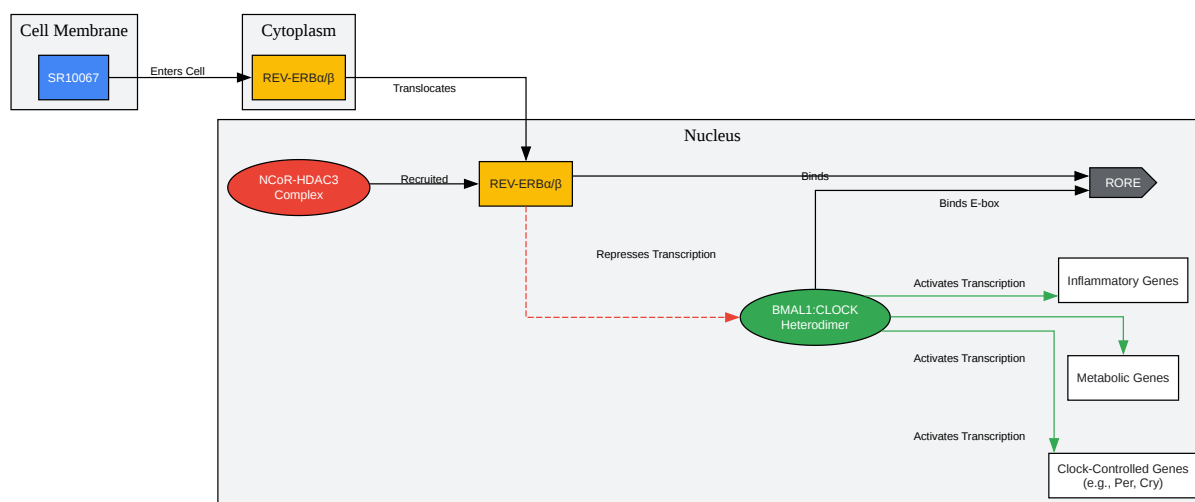 Cell Membrane
Cytoplasm
SR10067
Enters Cell
REV-ERBα/β
Translocates
Nucleus
NCoR-HDAC3
Complex
Recruited
REV-ERBα/β
Binds
RORE
Binds E-box
Represses Transcription
Activates Transcription
Inflammatory Genes
BMAL1:CLOCK
Heterodimer
Activates Transcription
Metabolic Genes
Activates Transcription
Clock-Controlled Genes
(e.g., Per, Cry)